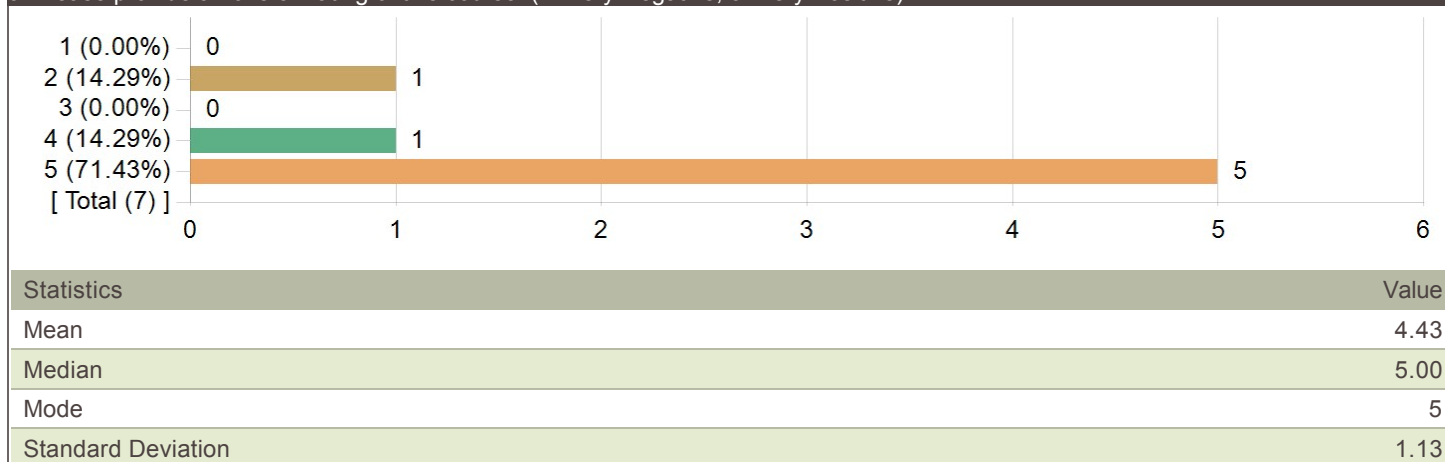 1 (0.00%) 0
2 (14.29%) 1
3 (0.00%) 0
4 (14.29%) 1
5 (71.43%) 5
[ Total (7) ]
0 1 2 3 4 5 6
Statistics Value
Mean 4.43
Median 5.00
Mode 5
Standard Deviation 1.13